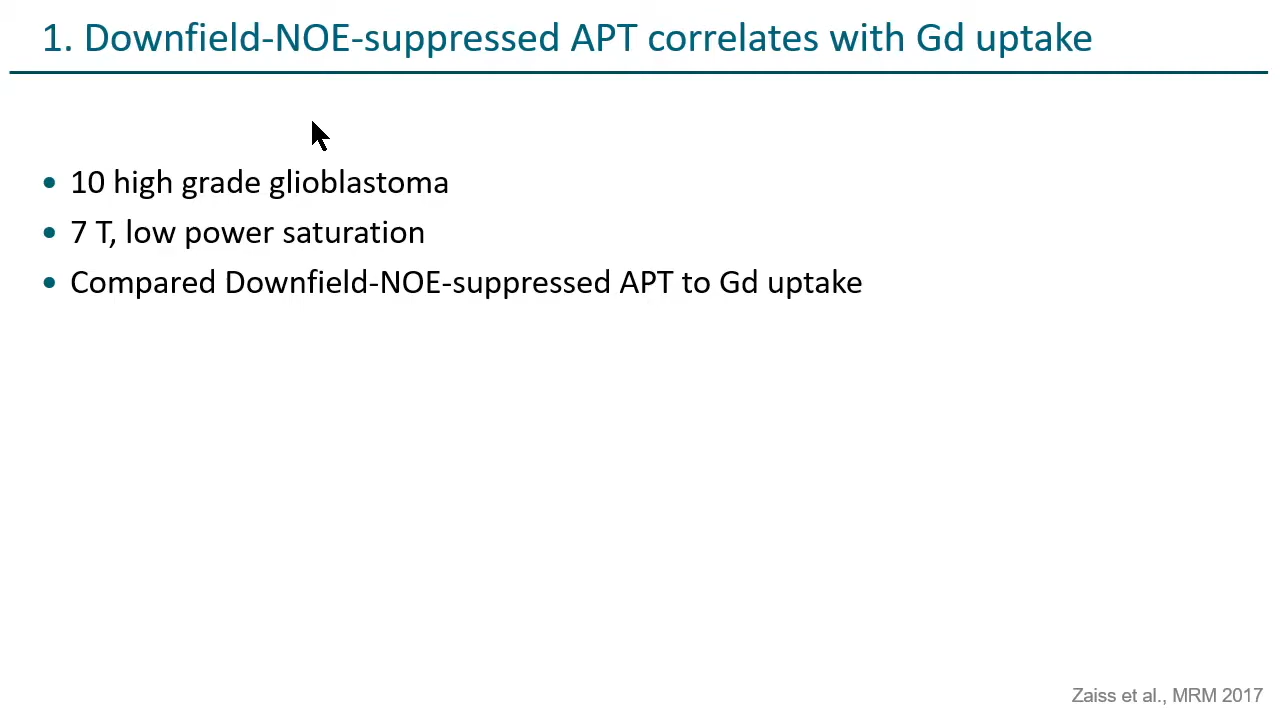 1. Downfield-NOE-suppressed APT correlates with Gd uptake
• 10 high grade glioblastoma
• 7 T, low power saturation
• Compared Downfield-NOE-suppressed APT to Gd uptake
Zaiss et al., MRM 2017